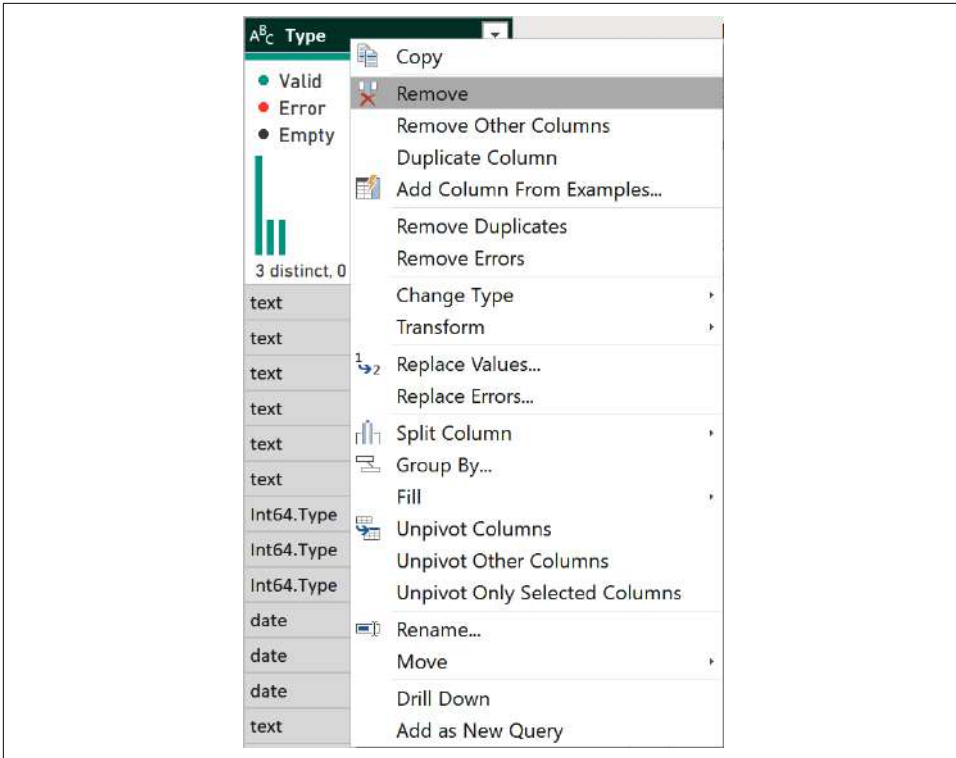 ABC Type
Copy
Valid
Remove
Error
Remove Other Columns
Empty
Duplicate Column
Add Column From Examples...
Remove Duplicates
Remove Errors
3 distinct, 0
Change Type
text
Transform
text
1 2 Replace Values...
text
Replace Errors...
text
Split Column
text
Group By...
text
Fill
Int64.Type
Unpivot Columns
Int64.Type
Unpivot Other Columns
Int64.Type
Unpivot Only Selected Columns
date
Rename...
date
Move
date
Drill Down
text
Add as New Query